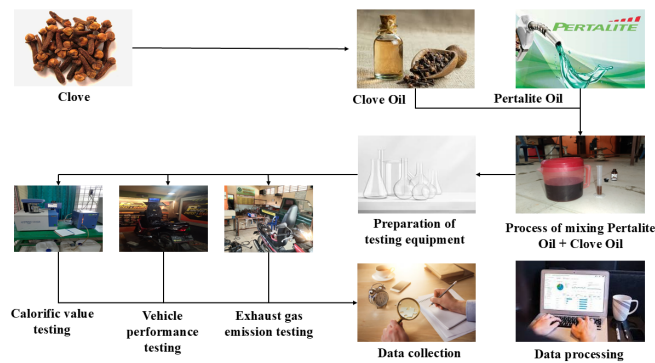 PERTALITE
Clove
Clove Oil
Pertalite Oil
Preparation of
testing equipment
Process of mixing Pertalite
Oil + Clove Oil
Calorific value
testing
Vehicle
performance
testing
Exhaust gas
emission testing
Data collection
Data processing